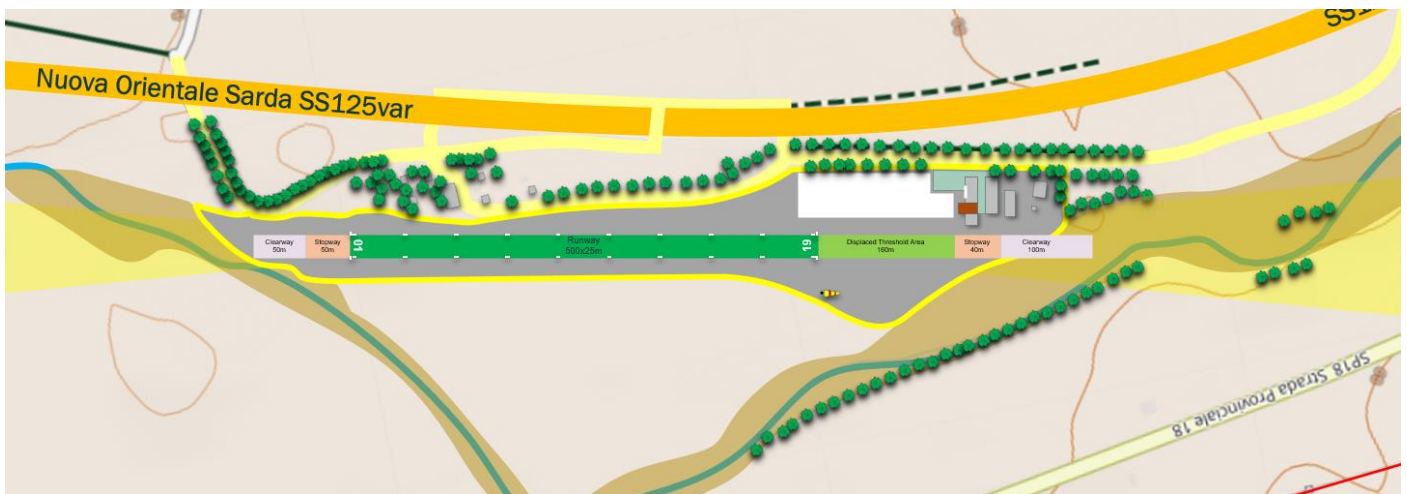 SS1
Nuova Orientale Sarda SS125var
Clearway
50m
Stopway
50m
01
Runway
500x25m
19
Displaced Threshold Area
160m
Stopway
40m
Clearway
100m
SP18 Strada Provinciale 18